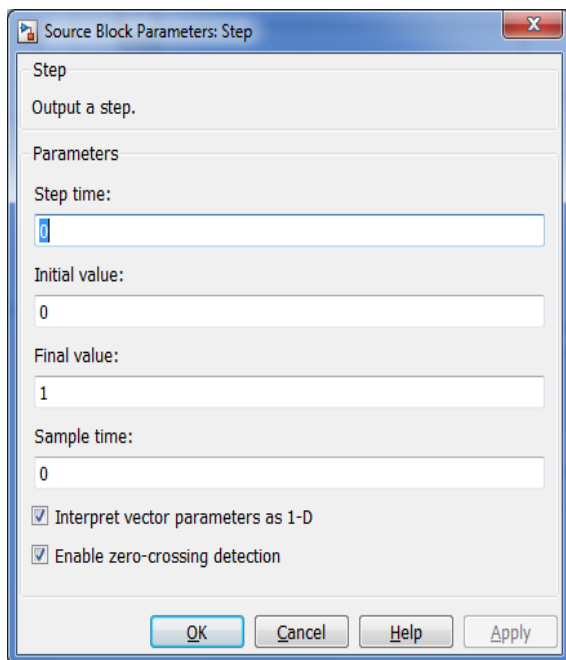 Source Block Parameters: Step
X
Step
Output a step.
Parameters
Step time:
0
Initial value:
0
Final value:
1
Sample time:
0
Interpret vector parameters as 1-D
Enable zero-crossing detection
OK Cancel Help Apply